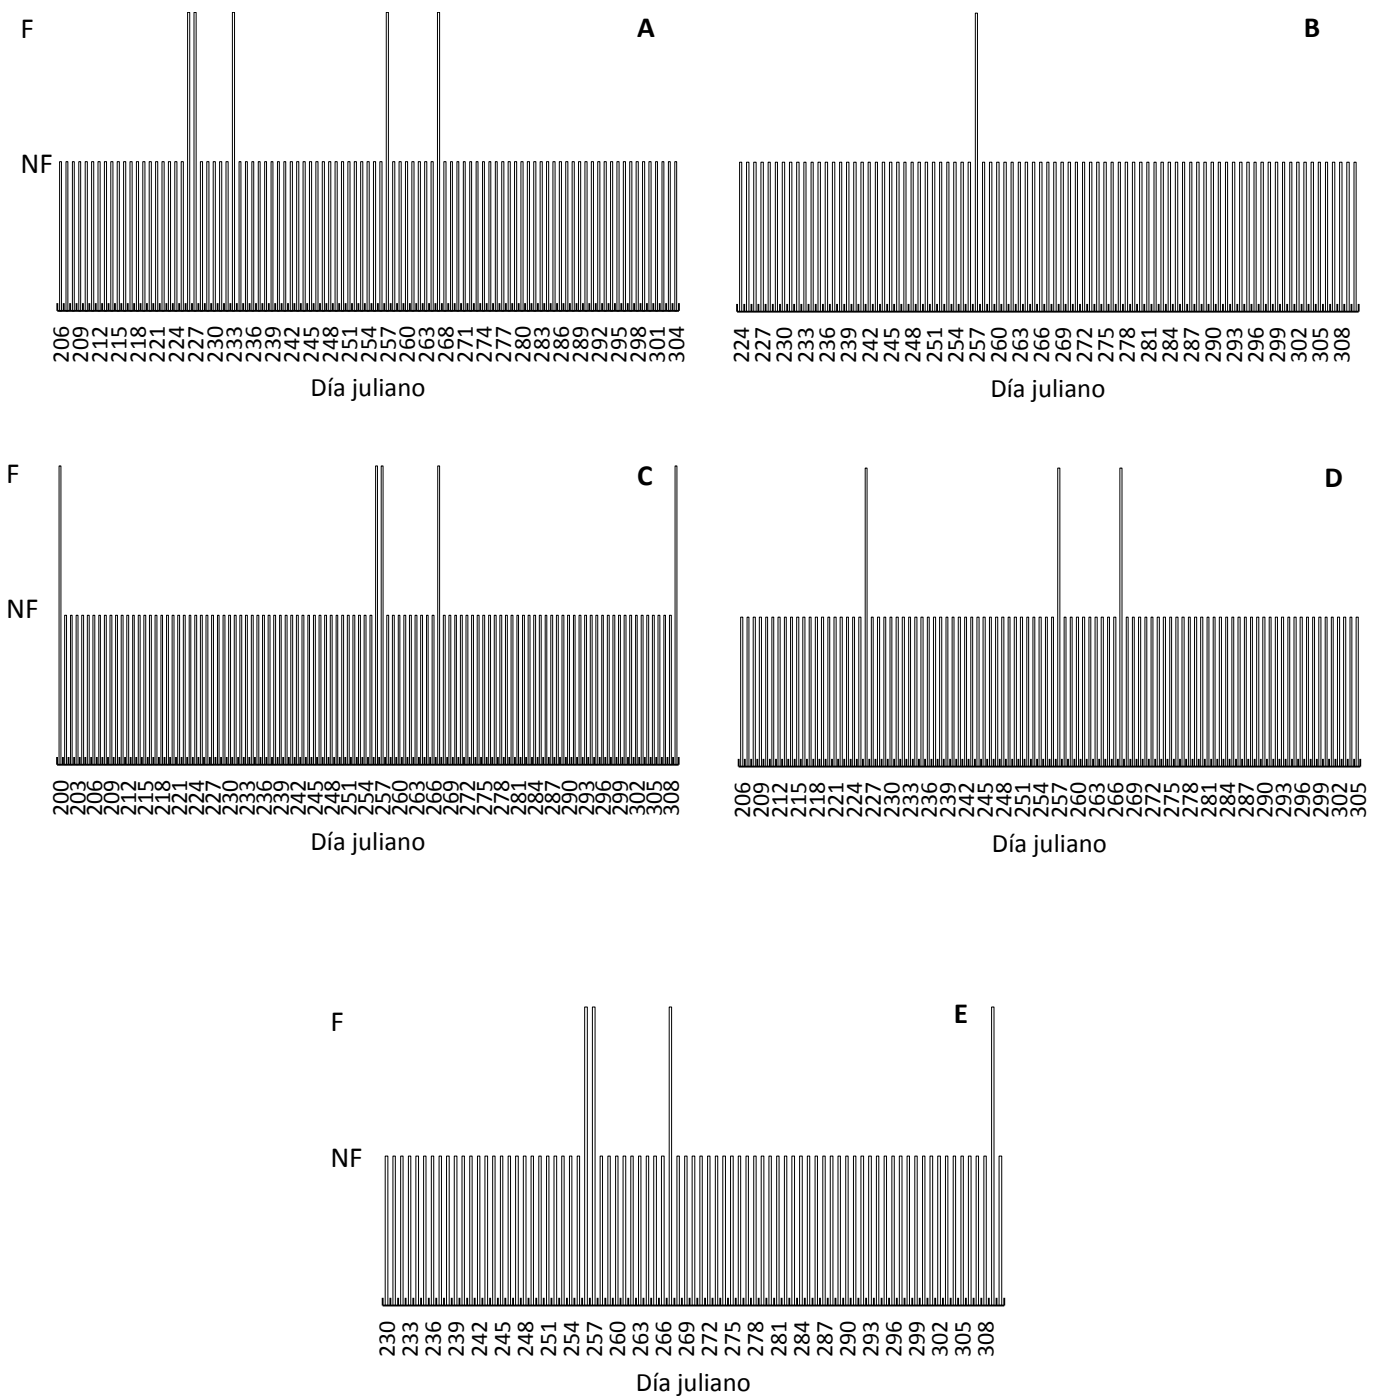 F
A
NF
206 209 212 215 218 221 224 227 230 233 236 239 242 245 248 251 254 257 260 263 268 271 274 277 280 283 286 289 292 295 298 301 304
Día juliano
B
224 227 230 233 236 239 242 245 248 251 254 257 260 263 266 269 272 275 278 281 284 287 290 293 296 299 302 305 308
Día juliano
F
C
NF
200 203 206 209 212 215 218 221 224 227 230 233 236 239 242 245 248 251 254 257 260 263 266 269 272 275 278 281 284 287 290 293 296 299 302 305 308
Día juliano
D
206 209 212 215 218 221 224 227 230 233 236 239 242 245 248 251 254 257 260 263 266 269 272 275 278 281 284 287 290 293 296 299 302 305
Día juliano
F
E
NF
230 233 236 239 242 245 248 251 254 257 260 263 266 269 272 275 278 281 284 287 290 293 296 299 302 305 308
Día juliano